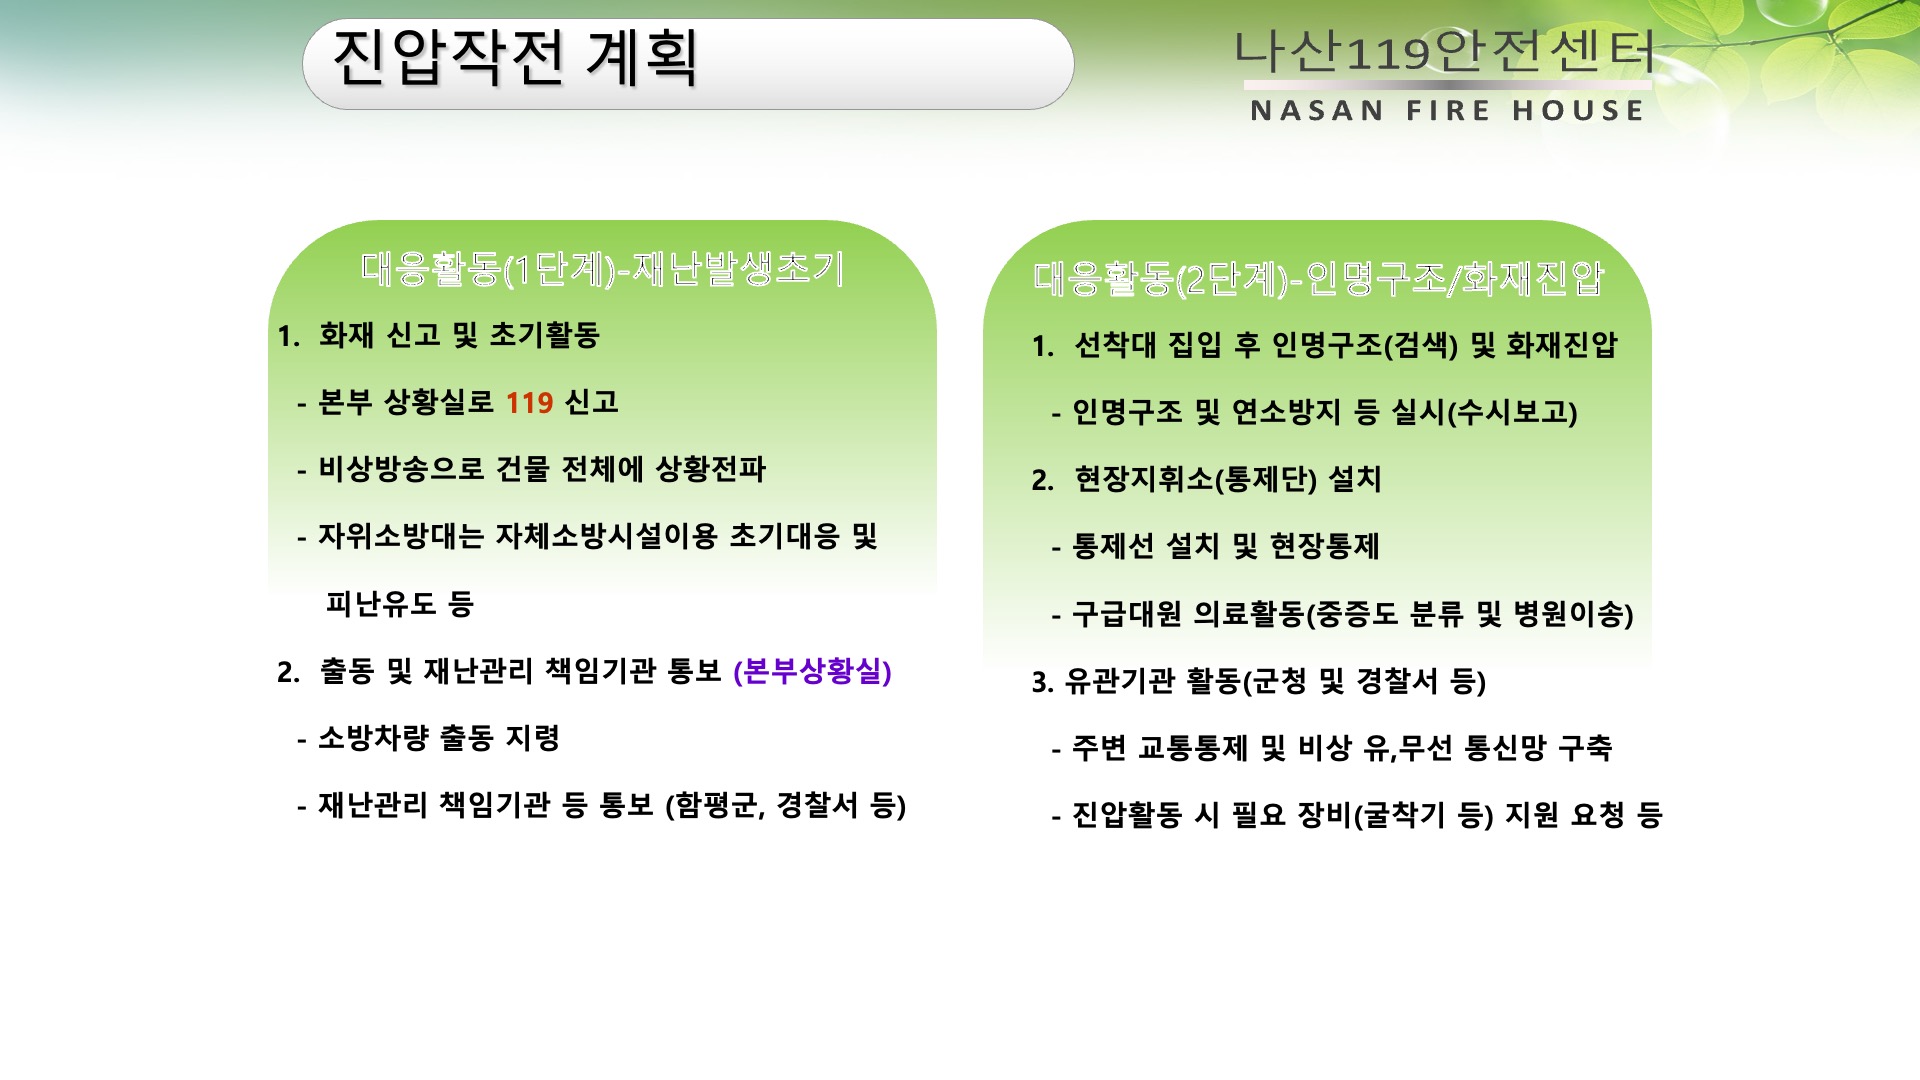 진압작전 계획
나산119안전센터
NASAN FIRE HOUSE
대응활동(1단계)-재난발생초기
1. 화재 신고 및 초기활동
- 본부 상황실로 119 신고
- 비상방송으로 건물 전체에 상황전파
- 자위소방대는 자체소방시설이용 초기대응 및
피난유도 등
2. 출동 및 재난관리 책임기관 통보 (본부상황실)
- 소방차량 출동 지령
- 재난관리 책임기관 등 통보 (함평군, 경찰서 등)
대응활동(2단계)-인명구조/화재진압
1. 선착대 집입 후 인명구조(검색) 및 화재진압
- 인명구조 및 연소방지 등 실시(수시보고)
2. 현장지휘소(통제단) 설치
- 통제선 설치 및 현장통제
- 구급대원 의료활동(중증도 분류 및 병원이송)
3. 유관기관 활동(군청 및 경찰서 등)
- 주변 교통통제 및 비상 유,무선 통신망 구축
- 진압활동 시 필요 장비(굴착기 등) 지원 요청 등